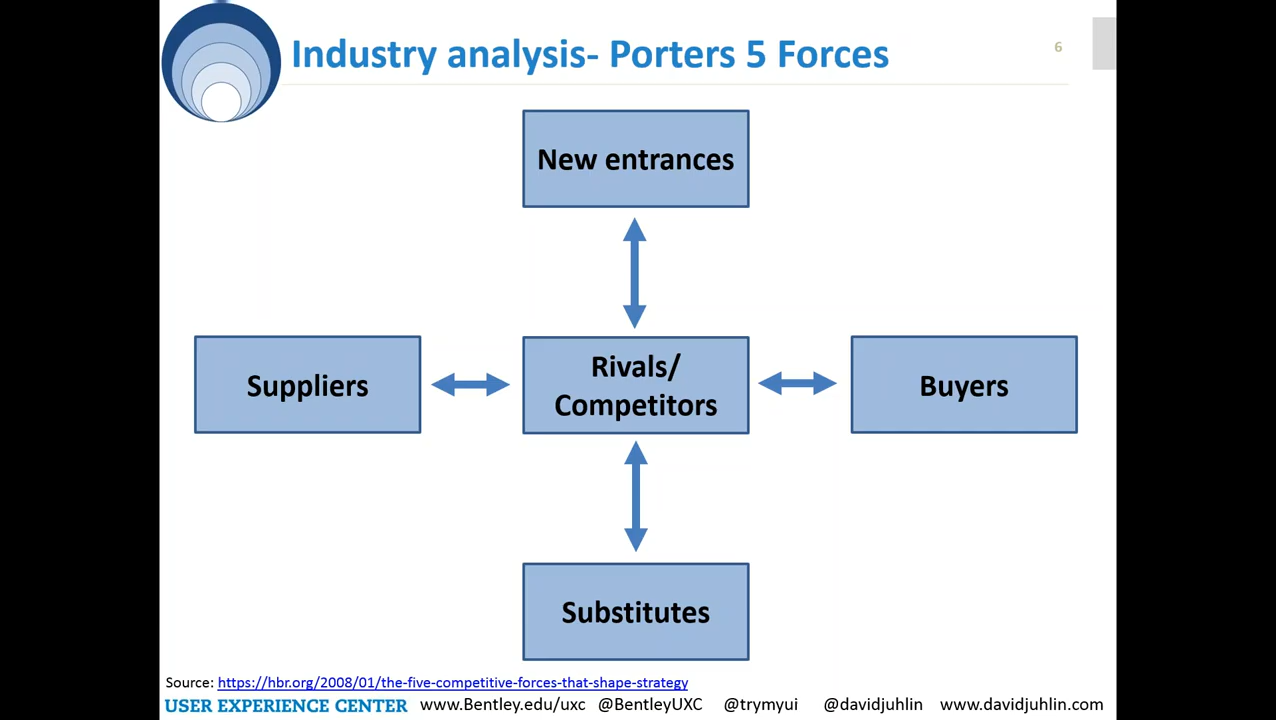 Industry analysis- Porters 5 Forces
6
New entrances
Suppliers
Rivals/
Competitors
Buyers
Substitutes
Source: https://hbr.org/2008/01/the-five-competitive-forces-that-shape-strategy
USER EXPERIENCE CENTER www.Bentley.edu/uxc @BentleyUXC @trymyui @davidjuhlin www.davidjuhlin.com